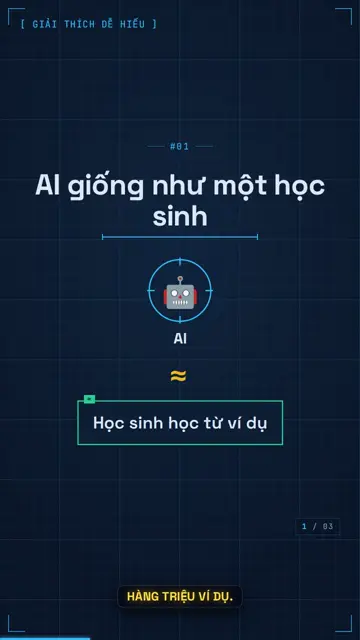 [ GIẢI THÍCH DỄ HIỂU ]
#01
AI giống như một học
sinh
AI
≈
Học sinh học từ ví dụ
1 / 03
HÀNG TRIỆU VÍ DỤ.